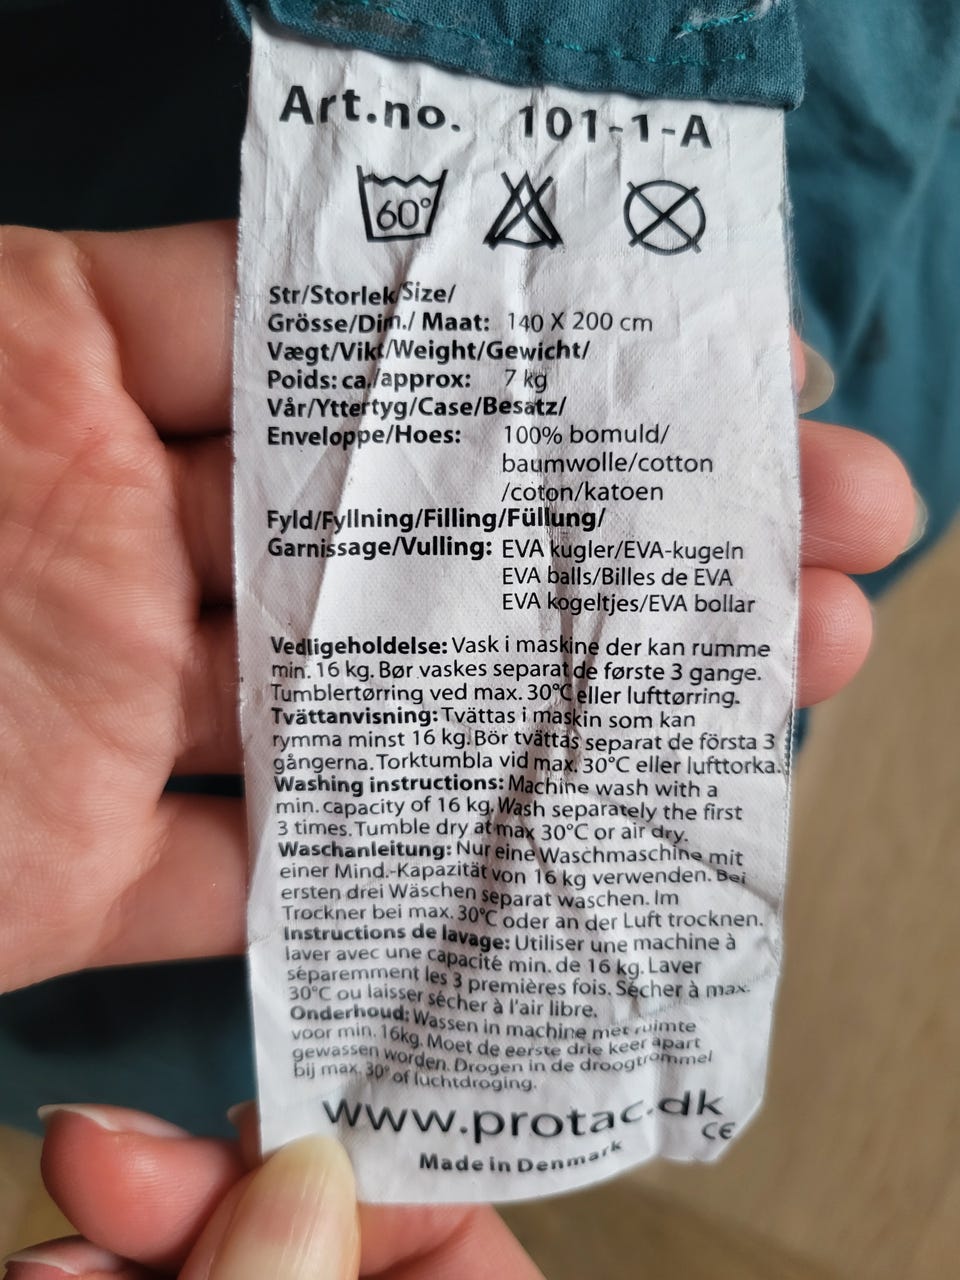 Art.no. 101-1-A
60°
Str/Storlek/Size/
Grösse/Dim./ Maat: 140 X 200 cm
Vægt/Vikt/Weight/Gewicht/
Poids: ca./approx: 7 kg
Vår/Yttertyg/Case/Besatz/
Enveloppe/Hoes: 100% bomuld/
baumwolle/cotton
/coton/katoen
Fyld/Fyllning/Filling/Füllung/
Garnissage/Vulling: EVA kugler/EVA-kugeln
EVA balls/Billes de EVA
EVA kogeltjes/EVA bollar
Vedligeholdelse: Vask i maskine der kan rumme
min. 16 kg. Bør vaskes separat de første 3 gange.
Tumblertørring ved max. 30°C eller lufttørring.
Tvättanvisning: Tvättas i maskin som kan
rymma minst 16 kg. Bör tvättas separat de första 3
gångerna. Torktumbla vid max. 30°C eller lufttorka.
Washing instructions: Machine wash with a
min. capacity of 16 kg. Wash separately the first
3 times. Tumble dry at max 30°C or air dry.
Waschanleitung: Nur eine Waschmaschine mit
einer Mind.-Kapazität von 16 kg verwenden. Bei
ersten drei Wäschen separat waschen. Im
Trockner bei max. 30°C oder an der Luft trocknen.
Instructions de lavage: Utiliser une machine à
laver avec une capacité min. de 16 kg. Laver
séparemment les 3 premières fois. Sécher à max.
30°C ou laisser sécher à l'air libre.
Onderhoud: Wassen in machine met ruimte
voor min. 16kg. Moet de eerste drie keer apart
gewassen worden. Drogen in de droogtrommel
bij max. 30° of luchtdroging.
www.protac.dk
CE
Made in Denmark